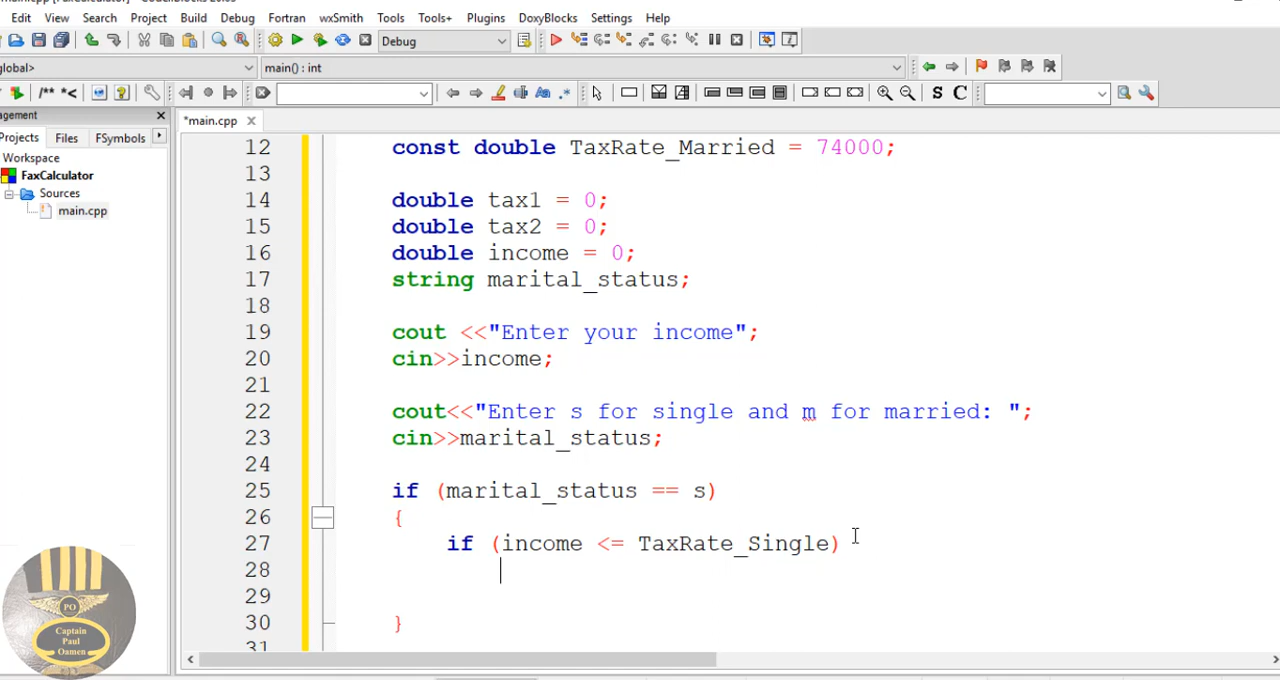 Edit View Search Project Build Debug Fortran wxSmith Tools Tools+ Plugins DoxyBlocks Settings Help
Debug
global> main() : int
/** *< S C
agement *main.cpp
Projects Files FSymbols
Workspace
FaxCalculator
Sources
main.cpp
12 const double TaxRate_Married = 74000;
13
14 double tax1 = 0;
15 double tax2 = 0;
16 double income = 0;
17 string marital_status;
18
19 cout <<"Enter your income";
20 cin>>income;
21
22 cout<<"Enter s for single and m for married: ";
23 cin>>marital_status;
24
25 if (marital_status == s)
26 {
27 if (income <= TaxRate_Single)
28
29
30 }
31
PO
Captain
Paul
Oamen